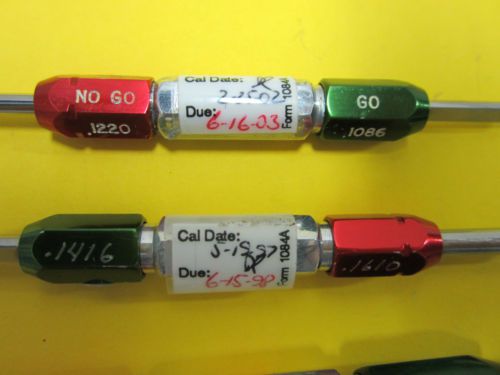 NO GO
.1220
Cal Date:
Due: 6-16-03
Form 1084A
GO
.1086
.1416
Cal Date:
Due: 6-15-98
Form 1084A
.1610